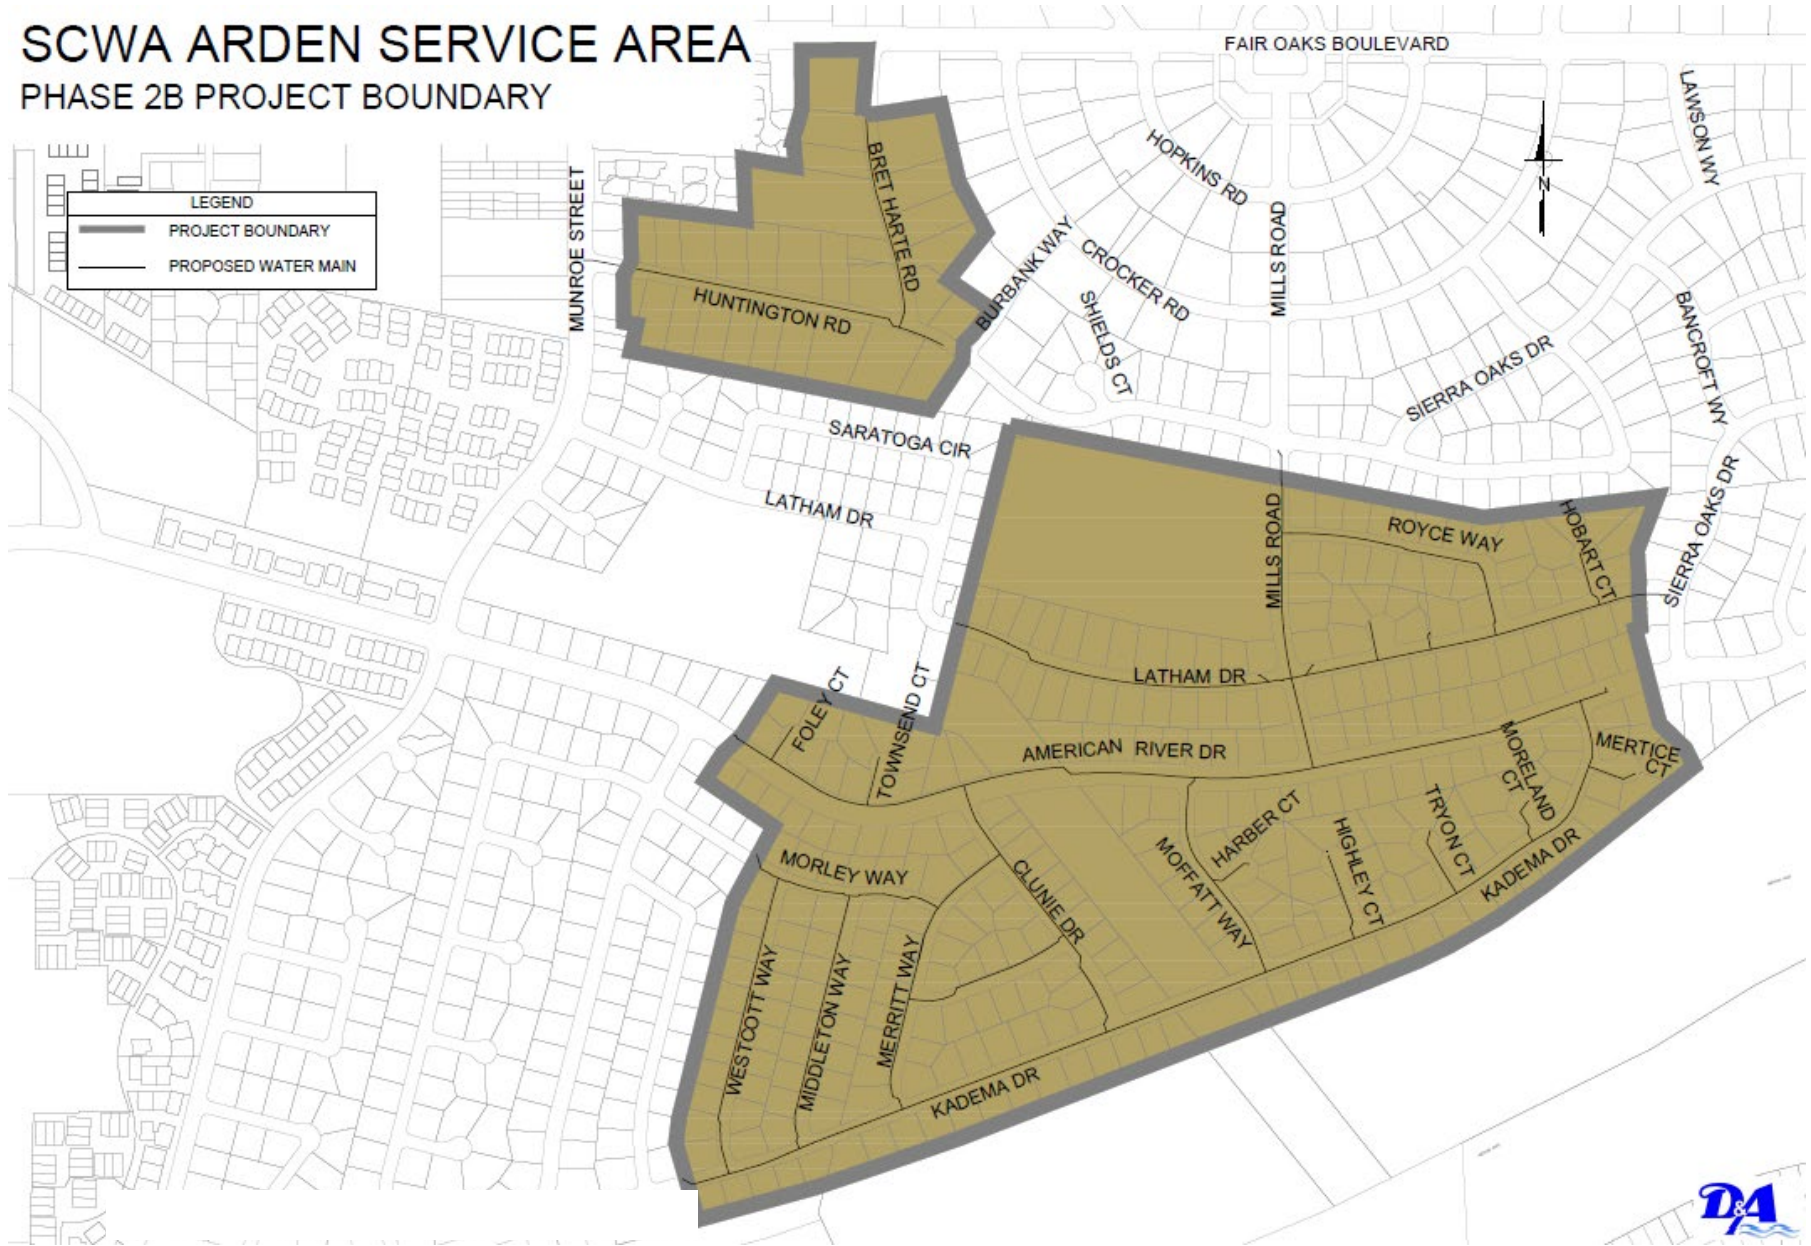 SCWA ARDEN SERVICE AREA
PHASE 2B PROJECT BOUNDARY
LEGEND
PROJECT BOUNDARY
PROPOSED WATER MAIN
FAIR OAKS BOULEVARD
LAWSON WY
HOPKINS RD
N
MUNROE STREET
BRET HARTE RD
BURBANK WAY
CROCKER RD
MILLS ROAD
HUNTINGTON RD
SHIELDS CT
SIERRA OAKS DR
BANCROFT WY
SARATOGA CIR
LATHAM DR
MILLS ROAD
ROYCE WAY
HOBART CT
SIERRA OAKS DR
LATHAM DR
FOLEY CT
TOWNSEND CT
AMERICAN RIVER DR
MORELAND
CT
MERTICE
CT
MORLEY WAY
CLUNIE DR
MOFFATT WAY
HARBER CT
HIGHLEY CT
TRYON CT
KADEMA DR
WESTCOTT WAY
MIDDLETON WAY
MERRITT WAY
KADEMA DR
D&A